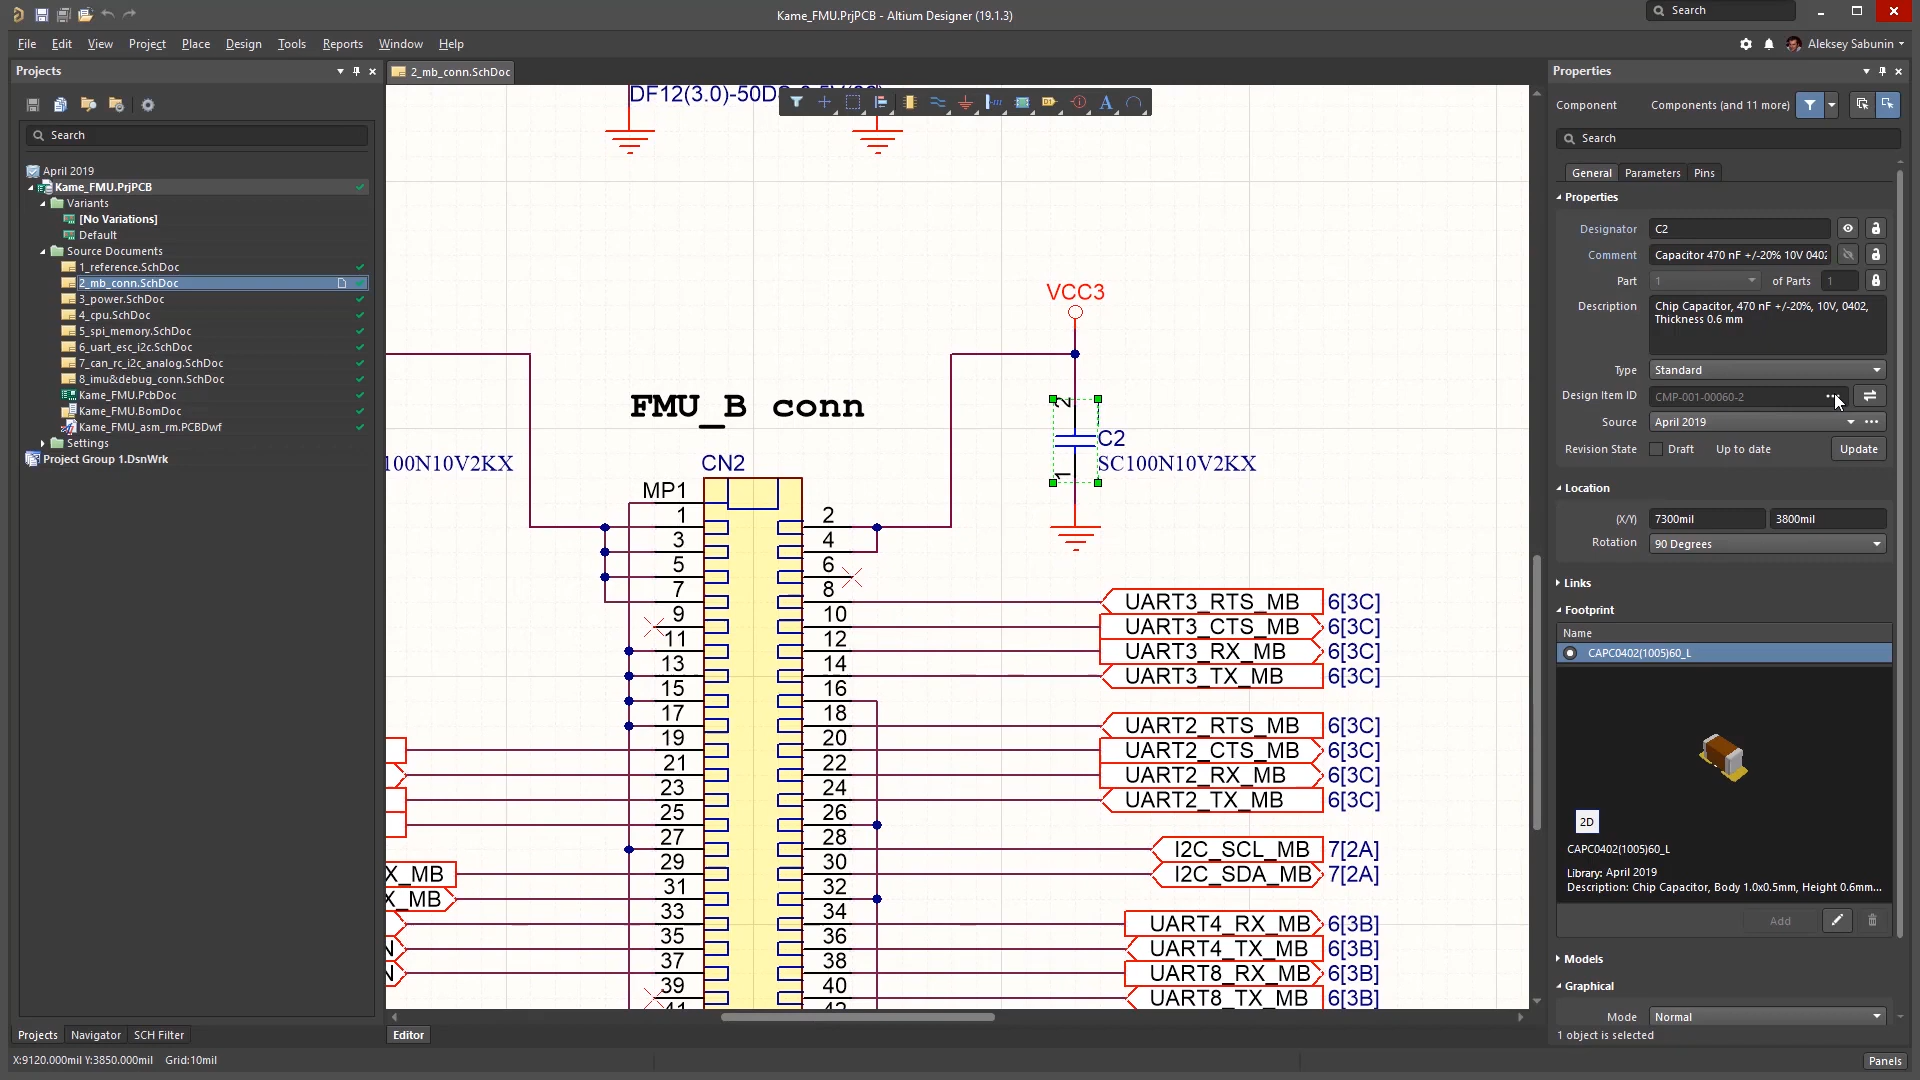 Kame_FMU.PrjPCB - Altium Designer (19.1.3)
Search
File Edit View Project Place Design Tools Reports Window Help
Aleksey Sabunin
Projects
Search
April 2019
Kame_FMU.PrjPCB
Variants
[No Variations]
Default
Source Documents
1_reference.SchDoc
2_mb_conn.SchDoc
3_power.SchDoc
4_cpu.SchDoc
5_spi_memory.SchDoc
6_uart_esc_i2c.SchDoc
7_can_rc_i2c_analog.SchDoc
8_imu&debug_conn.SchDoc
Kame_FMU.PcbDoc
Kame_FMU.BomDoc
Kame_FMU_asm_rm.PCBDwf
Settings
Project Group 1.DsnWrk
Projects Navigator SCH Filter
X:9120.000mil Y:3850.000mil Grid:10mil
2_mb_conn.SchDoc
VCC3
FMU_B conn
2
C2
100N10V2KX
CN2
1
SC100N10V2KX
MP1
1 2
3 4
5 6
7 8
9 10
11 12
13 14
15 16
17 18
19 20
21 22
23 24
25 26
27 28
29 30
31 32
33 34
35 36
37 38
39 40
UART3_RTS_MB 6[3C]
UART3_CTS_MB 6[3C]
UART3_RX_MB 6[3C]
UART3_TX_MB 6[3C]
UART2_RTS_MB 6[3C]
UART2_CTS_MB 6[3C]
UART2_RX_MB 6[3C]
UART2_TX_MB 6[3C]
I2C_SCL_MB 7[2A]
I2C_SDA_MB 7[2A]
UART4_RX_MB 6[3B]
UART4_TX_MB 6[3B]
UART8_RX_MB 6[3B]
UART8_TX_MB 6[3B]
X_MB
X_MB
N
N
Editor
Properties
Component Components (and 11 more)
Search
General Parameters Pins
Properties
Designator C2
Comment Capacitor 470 nF +/-20% 10V 0402
Part 1 of Parts 1
Description Chip Capacitor, 470 nF +/-20%, 10V, 0402,
Thickness 0.6 mm
Type Standard
Design Item ID CMP-001-00060-2
Source April 2019
Revision State Draft Up to date Update
Location
(X/Y) 7300mil 3800mil
Rotation 90 Degrees
Links
Footprint
Name
CAPC0402(1005)60_L
2D
CAPC0402(1005)60_L
Library: April 2019
Description: Chip Capacitor, Body 1.0x0.5mm, Height 0.6mm...
Add
Models
Graphical
Mode Normal
1 object is selected
Panels